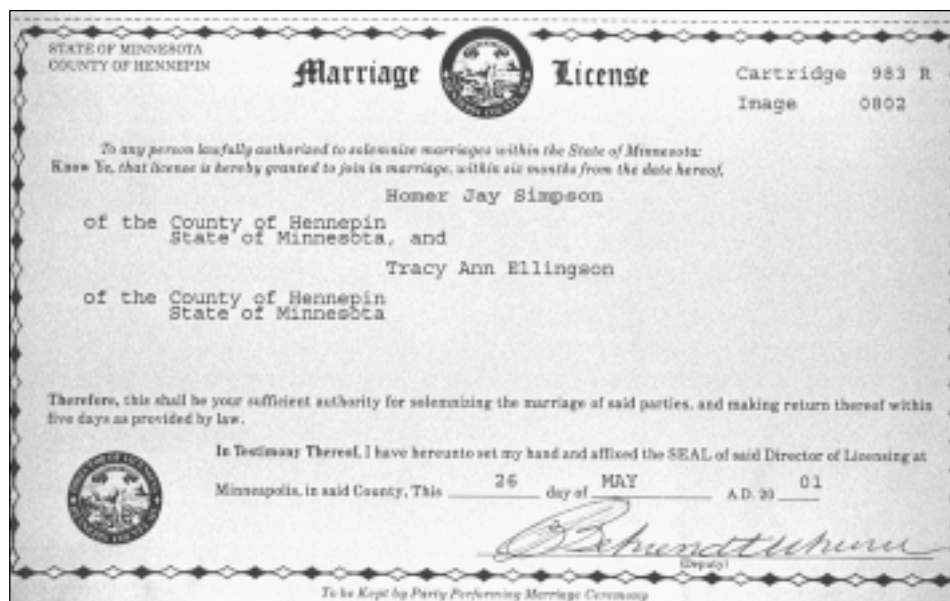 STATE OF MINNESOTA
COUNTY OF HENNEPIN
Marriage License
Cartridge 983 R
Image 0802
To any person lawfully authorized to solemnize marriages within the State of Minnesota:
Know Ye, that license is hereby granted to join in marriage, within six months from the date hereof,
Homer Jay Simpson
of the County of Hennepin
State of Minnesota, and
Tracy Ann Ellingson
of the County of Hennepin
State of Minnesota
Therefore, this shall be your sufficient authority for solemnizing the marriage of said parties, and making return thereof within
five days as provided by law.
In Testimony Thereof, I have hereunto set my hand and affixed the SEAL of said Director of Licensing at
Minneapolis, in said County, This 26 day of MAY A.D. 20 01
(Deputy)
To be Kept by Party Performing Marriage Ceremony